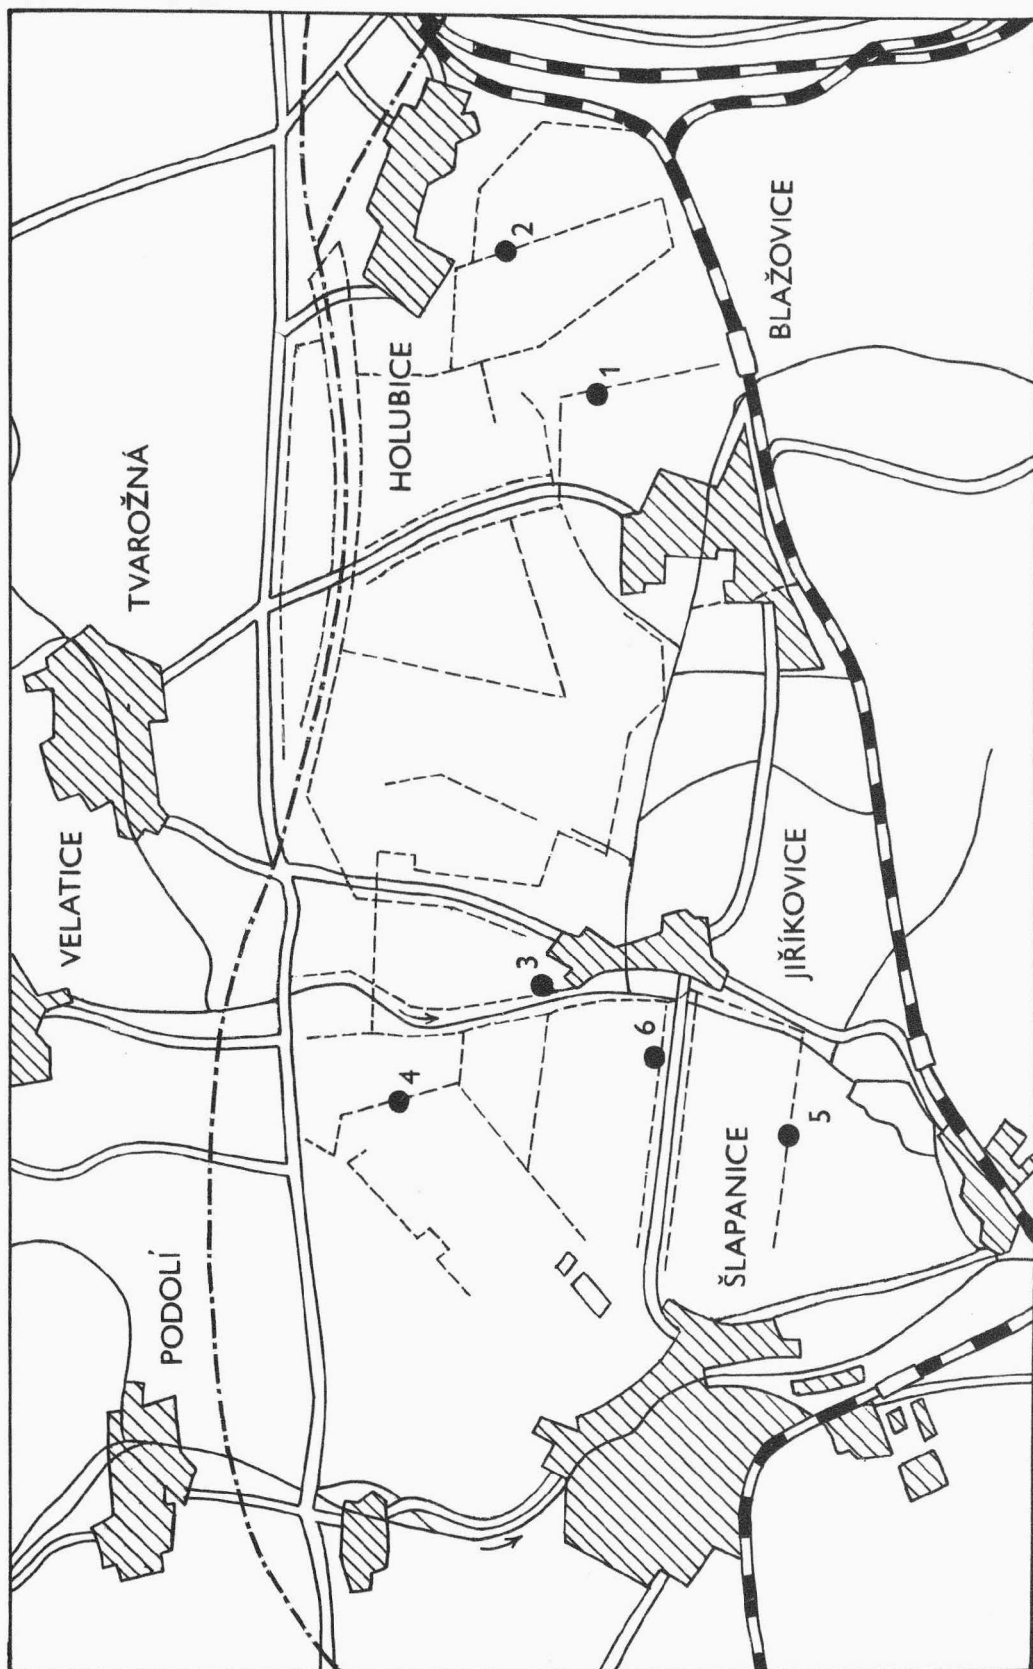 VELATICE
TVAROŽNÁ
PODOLÍ
HOLUBICE
4
2
3
1
6
ŠLAPANICE
BLAŽOVICE
JIŘÍKOVICE
5